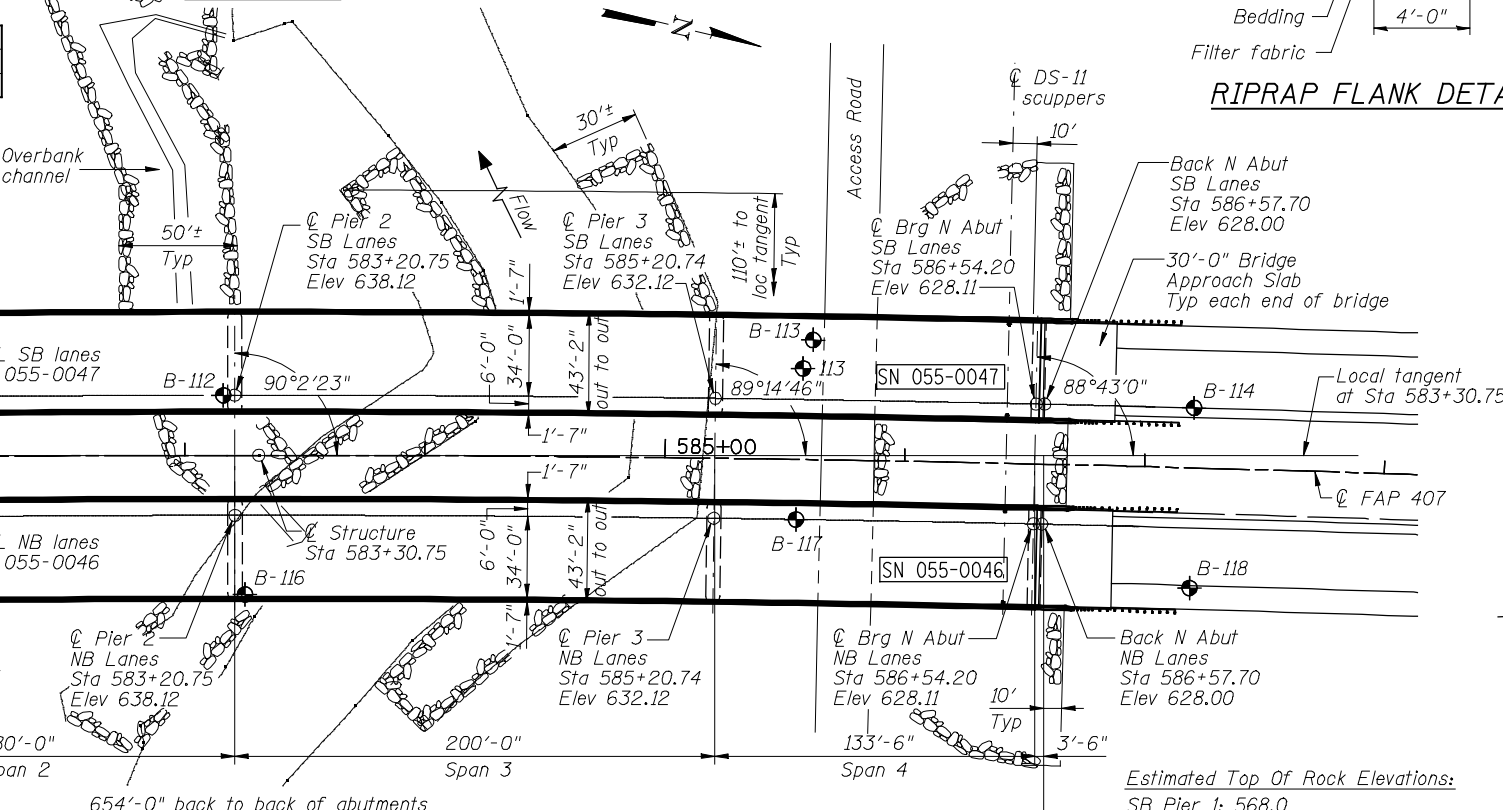 Bedding
4'-0"
Filter fabric
RIPRAP FLANK DETA
N
℄ DS-11
scuppers
10'
30'±
Typ
Access Road
Overbank
channel
Flow
50'±
Typ
℄ Pier 2
SB Lanes
Sta 583+20.75
Elev 638.12
℄ Pier 3
SB Lanes
Sta 585+20.74
Elev 632.12
110'± to
loc tangent
Typ
℄ Brg N Abut
SB Lanes
Sta 586+54.20
Elev 628.11
Back N Abut
SB Lanes
Sta 586+57.70
Elev 628.00
30'-0" Bridge
Approach Slab
Typ each end of bridge
1'-7"
6'-0"
34'-0"
43'-2"
out to out
SB lanes
055-0047
B-112
90°2'23"
B-113
113
89°14'46"
SN 055-0047
88°43'0"
B-114
Local tangent
at Sta 583+30.75
1'-7"
1'-7"
585+00
℄ FAP 407
℄ Structure
Sta 583+30.75
6'-0"
34'-0"
43'-2"
out to out
1'-7"
NB lanes
055-0046
B-116
B-117
SN 055-0046
B-118
℄ Pier 2
NB Lanes
Sta 583+20.75
Elev 638.12
℄ Pier 3
NB Lanes
Sta 585+20.74
Elev 632.12
℄ Brg N Abut
NB Lanes
Sta 586+54.20
Elev 628.11
Back N Abut
NB Lanes
Sta 586+57.70
Elev 628.00
10'
Typ
80'-0"
pan 2
200'-0"
Span 3
133'-6"
Span 4
3'-6"
654'-0" back to back of abutments
Estimated Top Of Rock Elevations:
SB Pier 1: 568.0